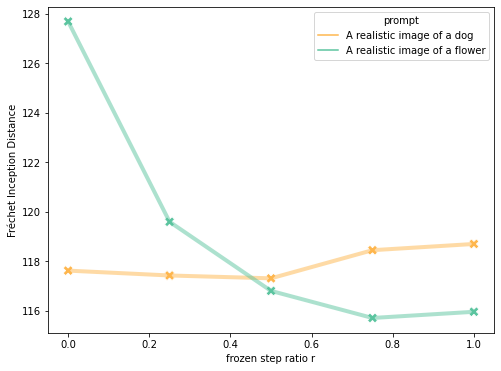 128
126
124
122
120
118
116
Fréchet Inception Distance
prompt
A realistic image of a dog
A realistic image of a flower
0.0
0.2
0.4
0.6
0.8
1.0
frozen step ratio r